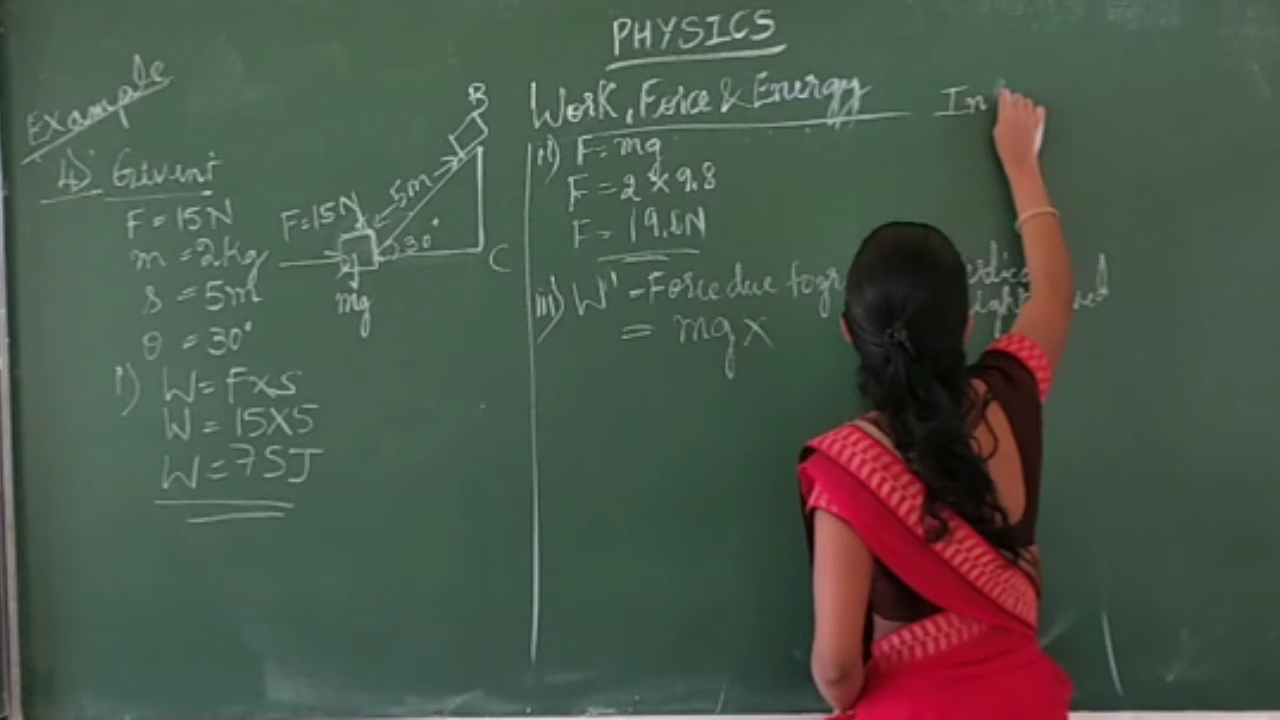 PHYSICS
Example
Work, Force & Energy
In
4) Given:
F = 15N
m = 2kg
s = 5m
θ = 30°
i) W = F×S
W = 15×5
W = 75J
B
5m
F=15N
30°
C
mg
ii) F = mg
F = 2×9.8
F = 19.6N
iii) W' = Force due to
= mg×